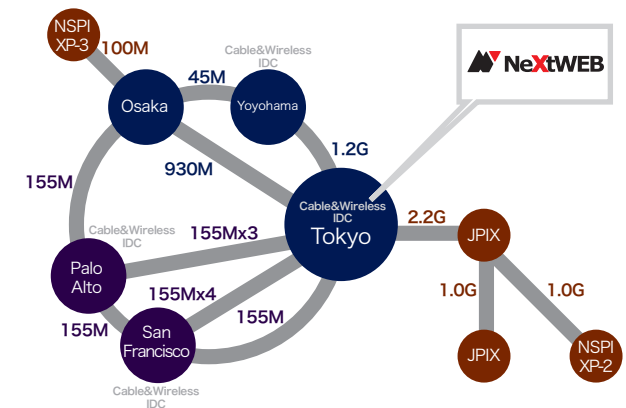 NSPI
XP-3
100M
Cable&Wireless
IDC
45M
Osaka
Yoyohama
NeXtWEB
1.2G
930M
155M
Cable&Wireless
IDC
Tokyo
2.2G
JPIX
Cable&Wireless
IDC
155Mx3
Palo
Alto
155Mx4
1.0G
1.0G
155M
155M
San
Francisco
JPIX
NSPI
XP-2
Cable&Wireless
IDC